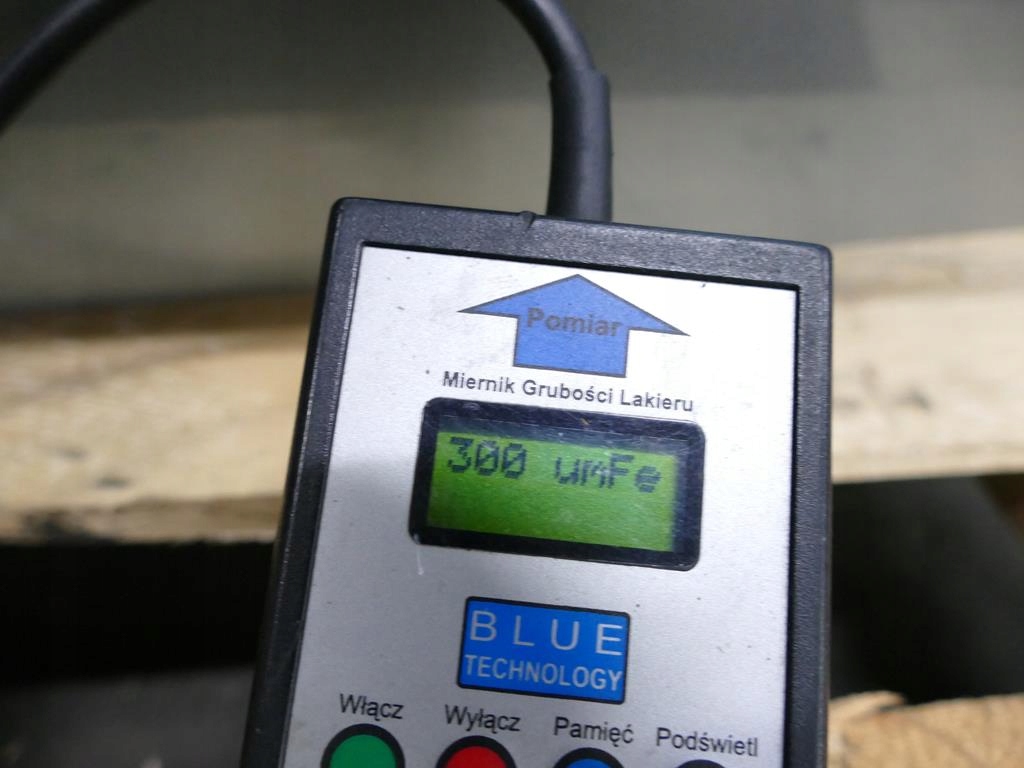 Pomiar
Miernik Grubości Lakieru
300 umFe
BLUE
TECHNOLOGY
Włącz Wyłącz Pamięć Podświetl